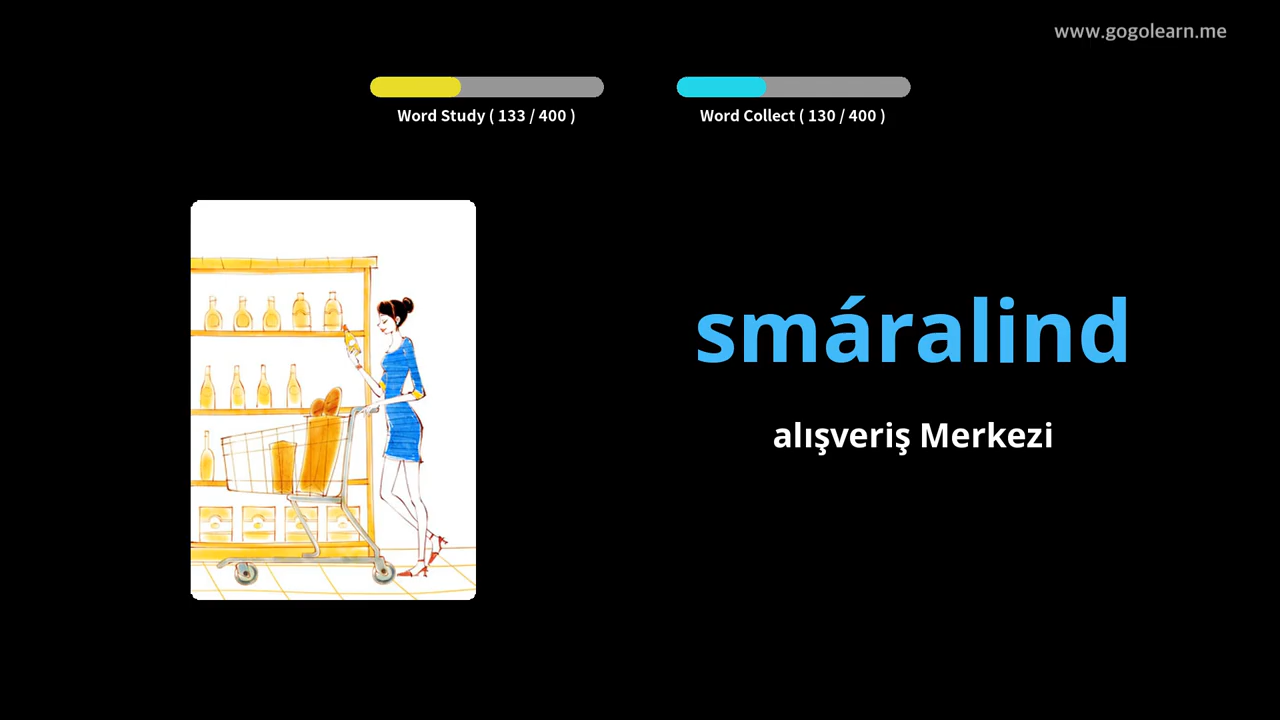 www.gogolearn.me
Word Study ( 133 / 400 )
Word Collect ( 130 / 400 )
smáralind
alışveriş Merkezi